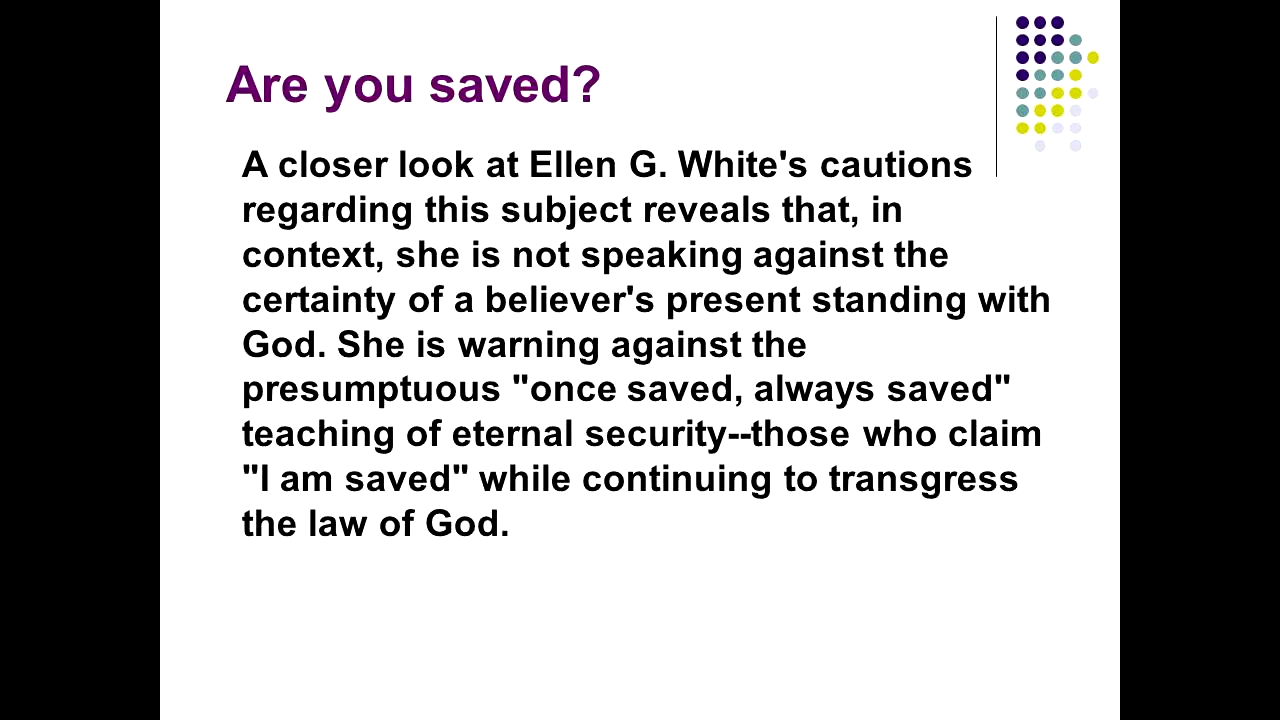 Are you saved?
A closer look at Ellen G. White's cautions
regarding this subject reveals that, in
context, she is not speaking against the
certainty of a believer's present standing with
God. She is warning against the
presumptuous "once saved, always saved"
teaching of eternal security--those who claim
"I am saved" while continuing to transgress
the law of God.